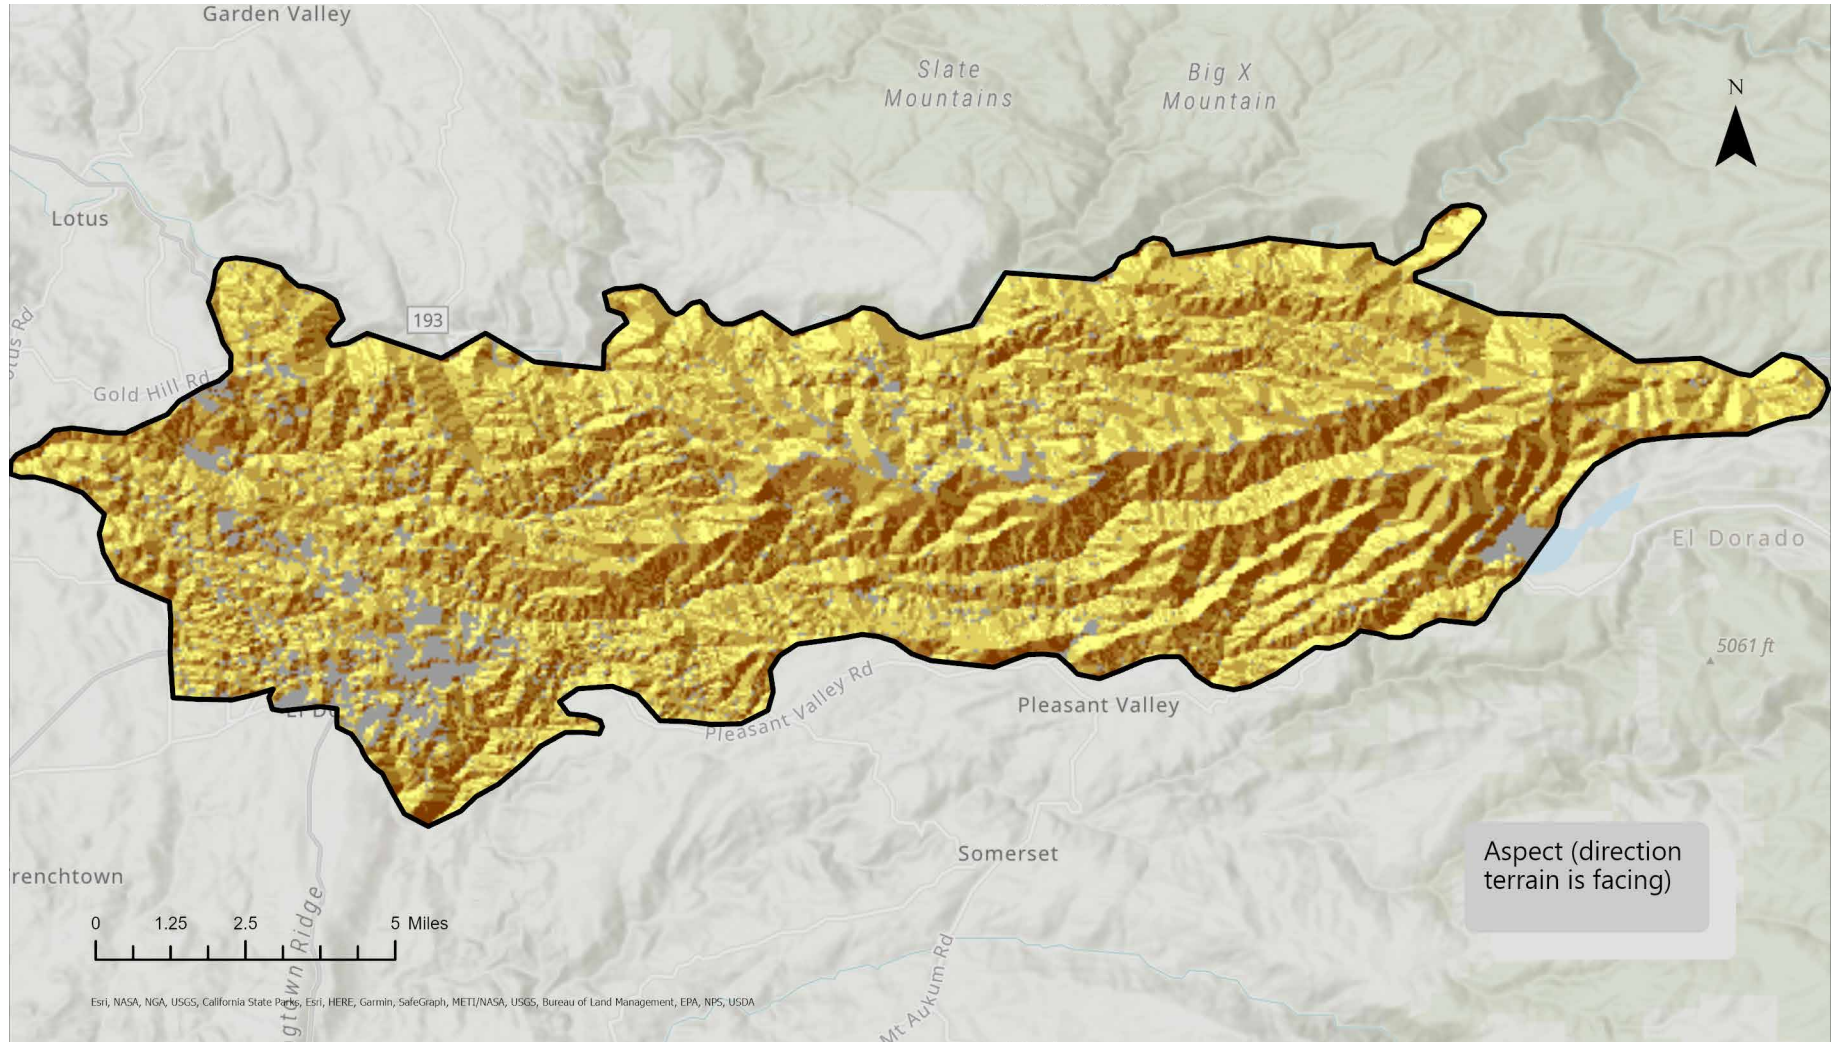 Garden Valley
Slate
Mountains
Big X
Mountain
N
Lotus
193
Gold Hill Rd
El Dorado
5061 ft
Pleasant Valley Rd
Pleasant Valley
Somerset
Aspect (direction
terrain is facing)
renchtown
0 1.25 2.5 5 Miles
gtown Ridge
Mt Aukum Rd
Esri, NASA, NGA, USGS, California State Parks, Esri, HERE, Garmin, SafeGraph, METI/NASA, USGS, Bureau of Land Management, EPA, NPS, USDA